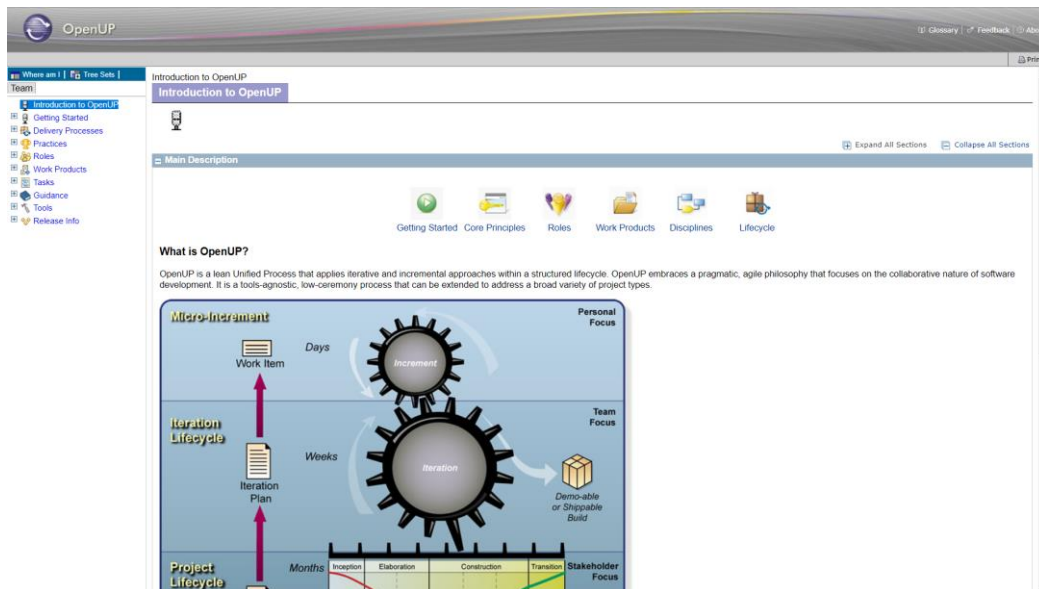 OpenUP
Glossary | Feedback | Abo
Prin
Where am I | Tree Sets |
Team
Introduction to OpenUP
Getting Started
Delivery Processes
Practices
Roles
Work Products
Tasks
Guidance
Tools
Release Info
Introduction to OpenUP
Introduction to OpenUP
Expand All Sections Collapse All Sections
Main Description
Getting Started Core Principles Roles Work Products Disciplines Lifecycle
What is OpenUP?
OpenUP is a lean Unified Process that applies iterative and incremental approaches within a structured lifecycle. OpenUP embraces a pragmatic, agile philosophy that focuses on the collaborative nature of software
development. It is a tools-agnostic, low-ceremony process that can be extended to address a broad variety of project types.
Micro-Increment
Personal
Focus
Days
Work Item
Increment
Iteration
Lifecycle
Team
Focus
Weeks
Iteration
Iteration
Plan
Demo-able
or Shippable
Build
Project
Lifecycle
Months
Inception Elaboration Construction Transition
Stakeholder
Focus